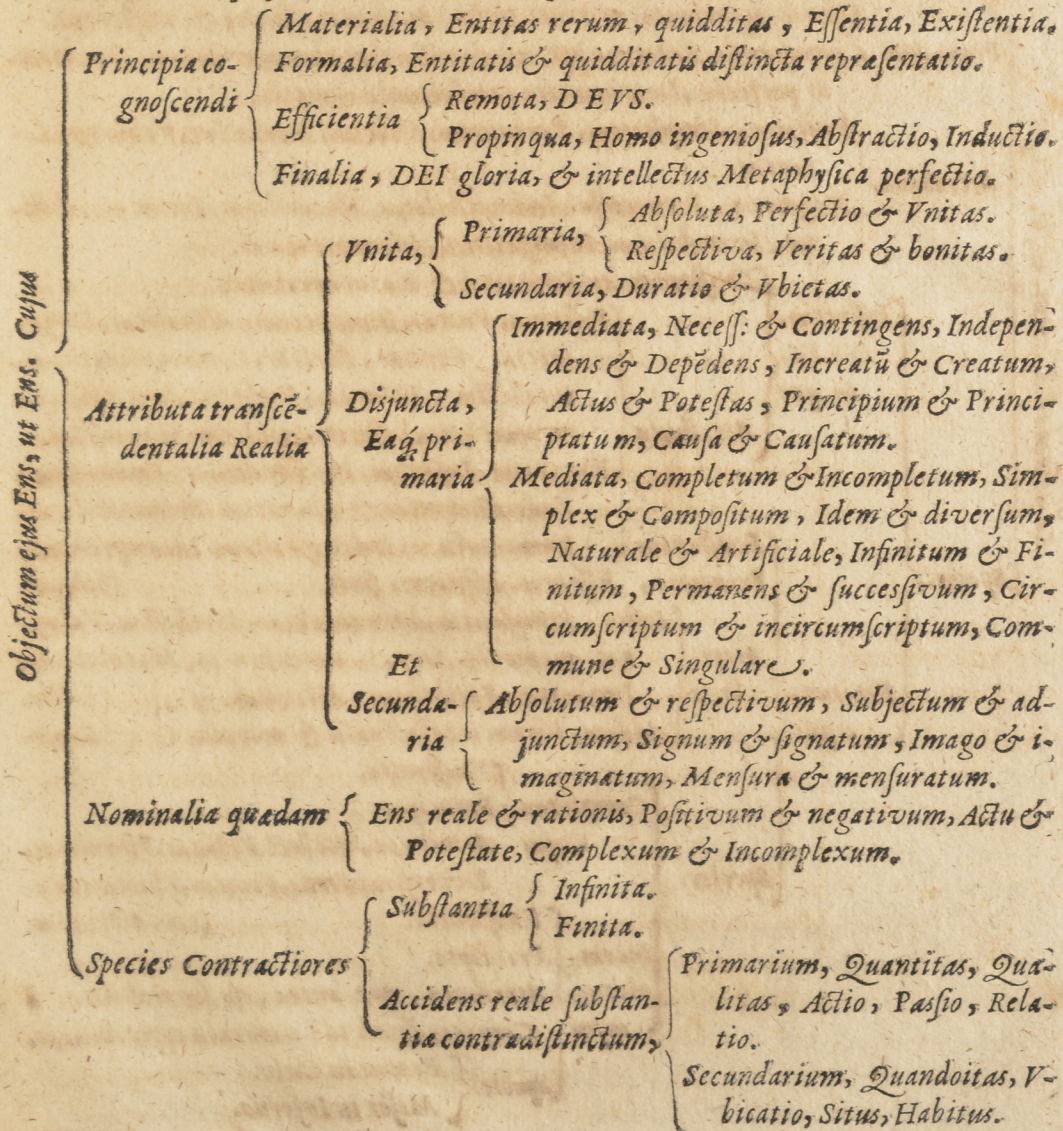 Objectum ejus Ens, ut Ens. Cujus
Principia co-
gnoſcendi
Materialia, Entitas rerum, quidditas, Eſſentia, Exiſtentia.
Formalia, Entitatis & quidditatis diſtincta repræſentatio.
Efficientia
Remota, DEVS.
Propinqua, Homo ingenioſus, Abſtractio, Inductio.
Finalia, DEI gloria, & intellectus Metaphyſica perfectio.
Attributa tranſcē-
dentalia Realia
Vnita,
Primaria,
Abſoluta, Perfectio & Vnitas.
Reſpectiva, Veritas & bonitas.
Secundaria, Duratio & Vbietas.
Disjuncta,
Eaq́; pri-
maria
Immediata, Neceſſ: & Contingens, Indepen-
dens & Depēdens, Increatū & Creatum,
Actus & Poteſtas, Principium & Princi-
piatum, Cauſa & Cauſatum.
Mediata, Completum & Incompletum, Sim-
plex & Compoſitum, Idem & diverſum,
Naturale & Artificiale, Infinitum & Fi-
nitum, Permanens & ſucceſſivum, Cir-
cumſcriptum & incircumſcriptum, Com-
mune & Singulare.
Et
Secunda-
ria
Abſolutum & reſpectivum, Subjectum & ad-
junctum, Signum & ſignatum, Imago & i-
maginatum, Menſura & menſuratum.
Nominalia quædam
Ens reale & rationis, Poſitivum & negativum, Actu &
Poteſtate, Complexum & Incomplexum.
Species Contractiores
Subſtantia
Infinita.
Finita.
Accidens reale ſubſtan-
tiæ contradiſtinctum,
Primarium, Quantitas, Qua-
litas, Actio, Paſſio, Rela-
tio.
Secundarium, Quandoitas, V-
bicatio, Situs, Habitus.